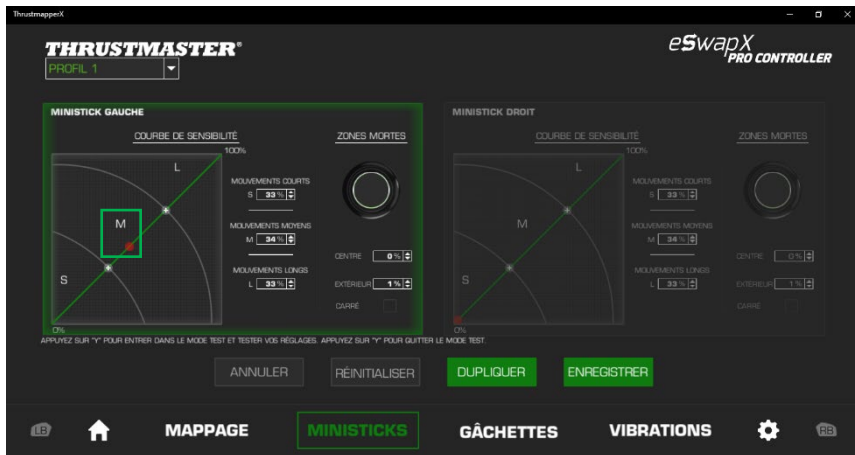 ThrustmapperX
THRUSTMASTER®
eSwapX
PRO CONTROLLER
PROFIL 1
MINISTICK GAUCHE
COURBE DE SENSIBILITÉ
ZONES MORTES
100%
L
MOUVEMENTS COURTS
S 33 %
M
MOUVEMENTS MOYENS
M 34 %
CENTRE 0 %
MOUVEMENTS LONGS
S
L 33 %
EXTÉRIEUR 1 %
CARRÉ
0%
MINISTICK DROIT
COURBE DE SENSIBILITÉ
ZONES MORTES
100%
L
MOUVEMENTS COURTS
S 33 %
M
MOUVEMENTS MOYENS
M 34 %
CENTRE 0 %
MOUVEMENTS LONGS
S
L 33 %
EXTÉRIEUR 1 %
CARRÉ
0%
APPUYEZ SUR "Y" POUR ENTRER DANS LE MODE TEST ET TESTER VOS RÉGLAGES. APPUYEZ SUR "Y" POUR QUITTER LE MODE TEST.
ANNULER RÉINITIALISER DUPLIQUER ENREGISTRER
LB MAPPAGE MINISTICKS GÂCHETTES VIBRATIONS RB